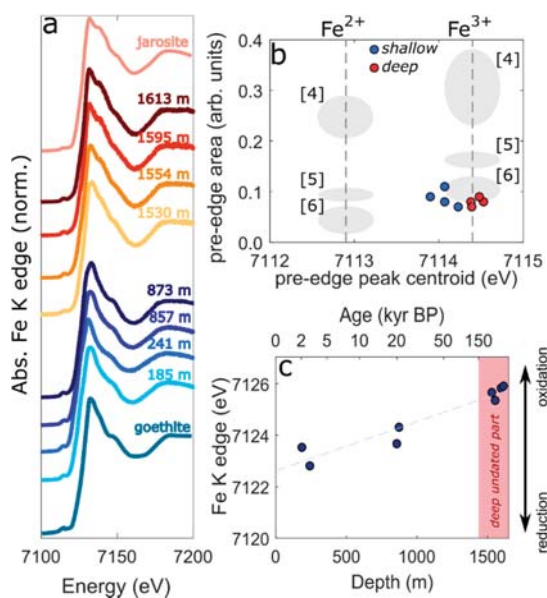 a
jarosite
1613 m
1595 m
1554 m
1530 m
873 m
857 m
241 m
185 m
goethite
Abs. Fe K edge (norm.)
7100 7150 7200
Energy (eV)
Fe2+ Fe3+
b
shallow
deep
[4] [4]
[5] [5]
[6] [6]
0.4
0.3
0.2
0.1
0.0
pre-edge area (arb. units)
7112 7113 7114 7115
pre-edge peak centroid (eV)
Age (kyr BP)
0 2 5 10 20 50 150
c
7126
7124
7122
7120
Fe K edge (eV)
deep undated part
oxidation
reduction
0 500 1000 1500
Depth (m)